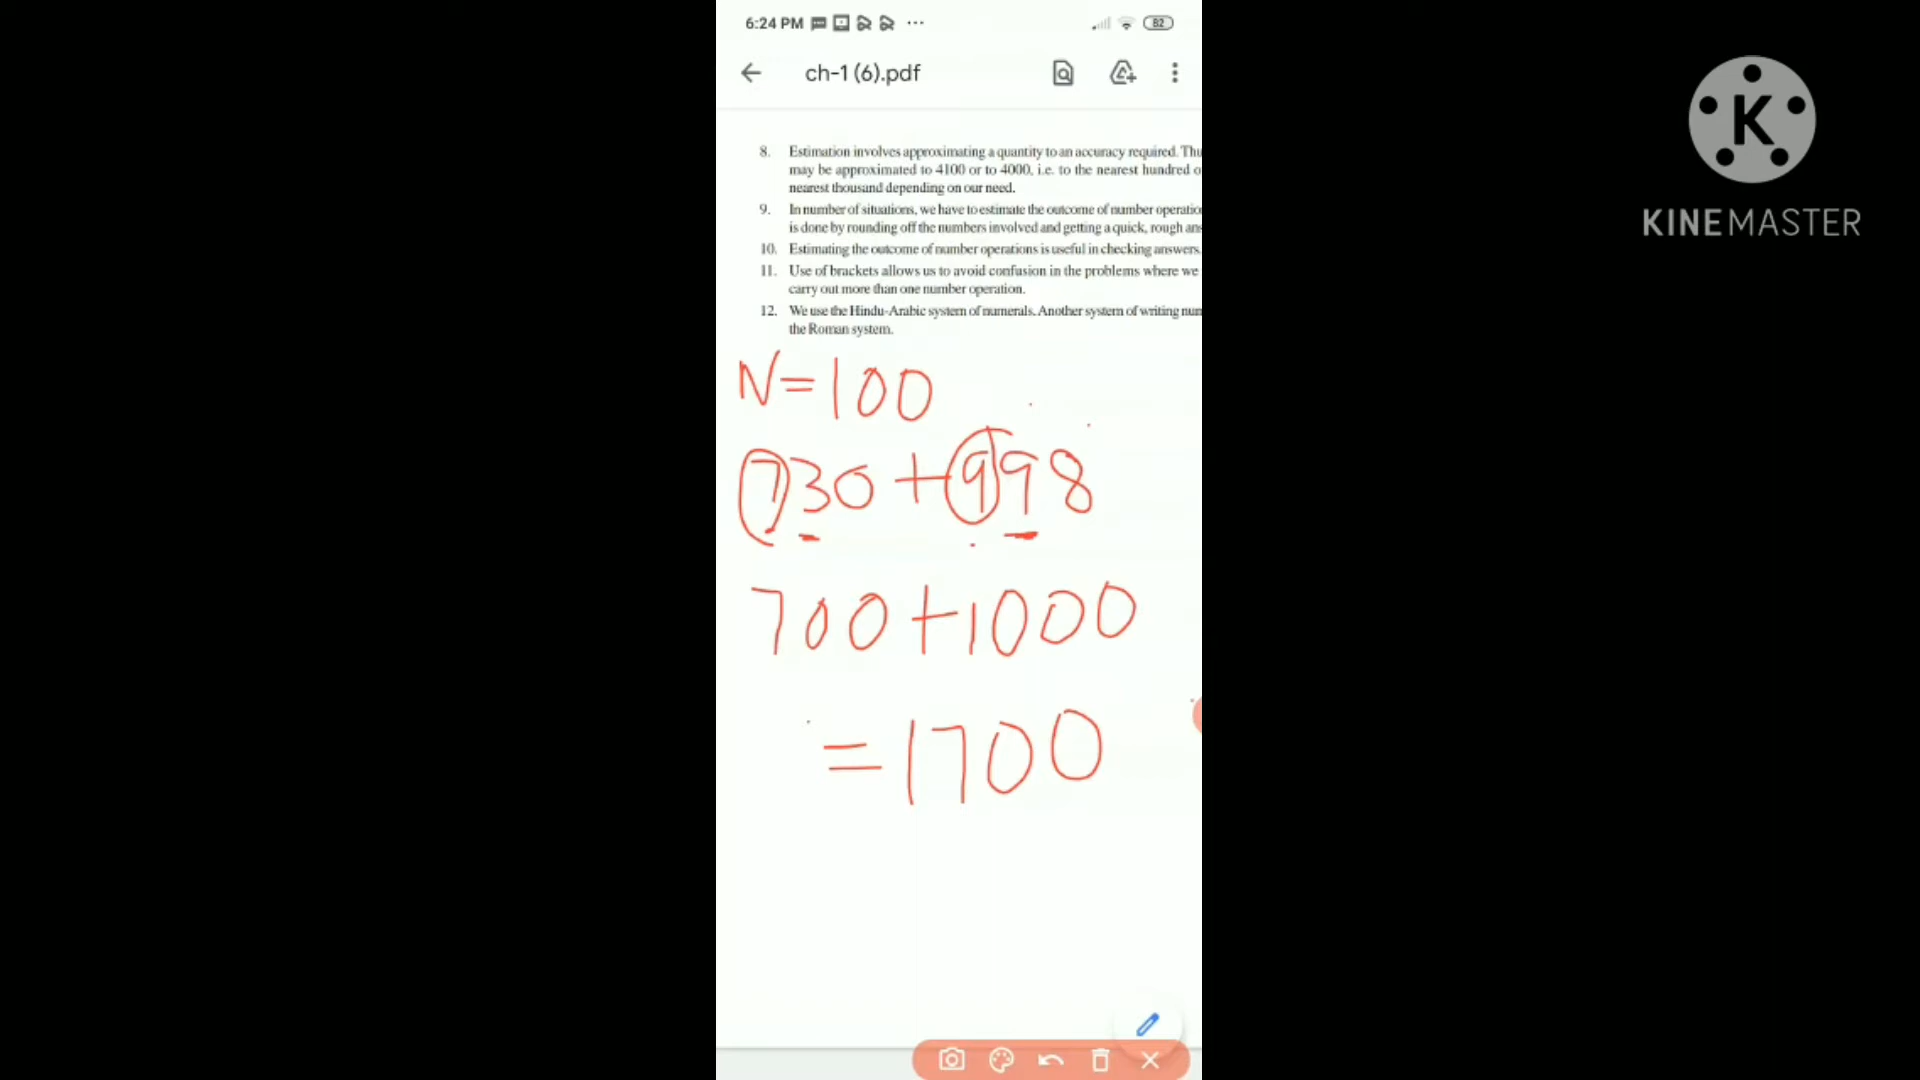 6:24 PM
82
ch-1 (6).pdf
K
KINEMASTER
8. Estimation involves approximating a quantity to an accuracy required. Thu
may be approximated to 4100 or to 4000, i.e. to the nearest hundred o
nearest thousand depending on our need.
9. In number of situations, we have to estimate the outcome of number operatio
is done by rounding off the numbers involved and getting a quick, rough ans
10. Estimating the outcome of number operations is useful in checking answers.
11. Use of brackets allows us to avoid confusion in the problems where we
carry out more than one number operation.
12. We use the Hindu-Arabic system of numerals. Another system of writing num
the Roman system.
N=100
730+998
700+1000
=1700